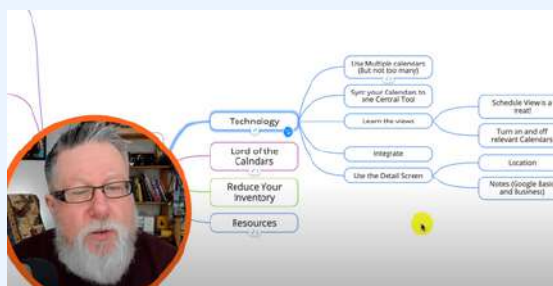 Technology
Lord of the
Calndars
Reduce Your
Inventory
Resources
Use Multiple calendars
(But not too many)
Sync your Calendars to
one Central Tool
Learn the views
Integrate
Use the Detail Screen
Schedule View is a
treat!
Turn on and off
relevant Calendars
Location
Notes (Google Basic
and Business)